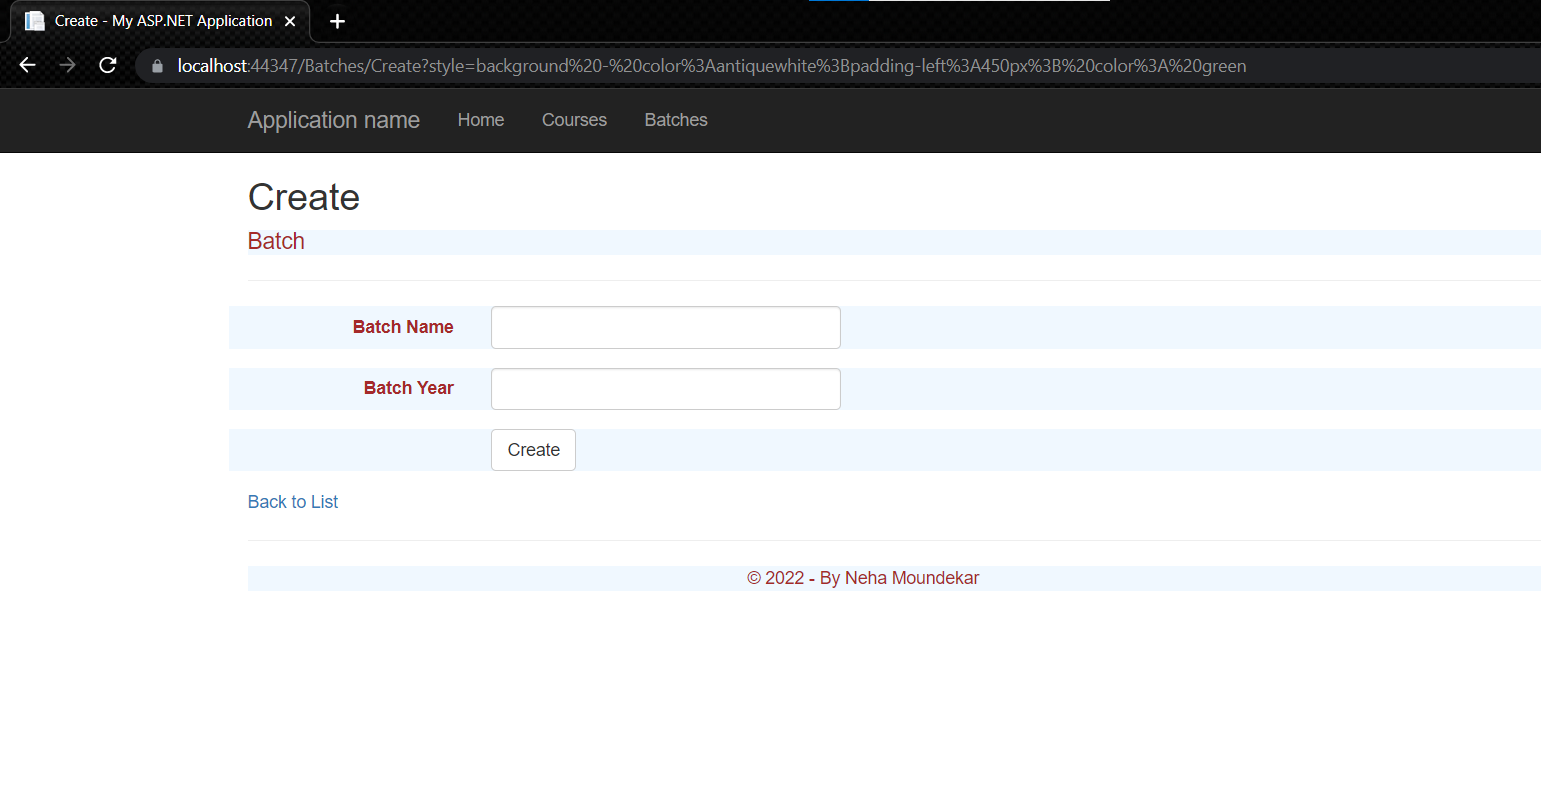 Create - My ASP.NET Application
localhost:44347/Batches/Create?style=background%20-%20color%3Aantiquewhite%3Bpadding-left%3A450px%3B%20color%3A%20green
Application name Home Courses Batches
Create
Batch
Batch Name
Batch Year
Create
Back to List
© 2022 - By Neha Moundekar